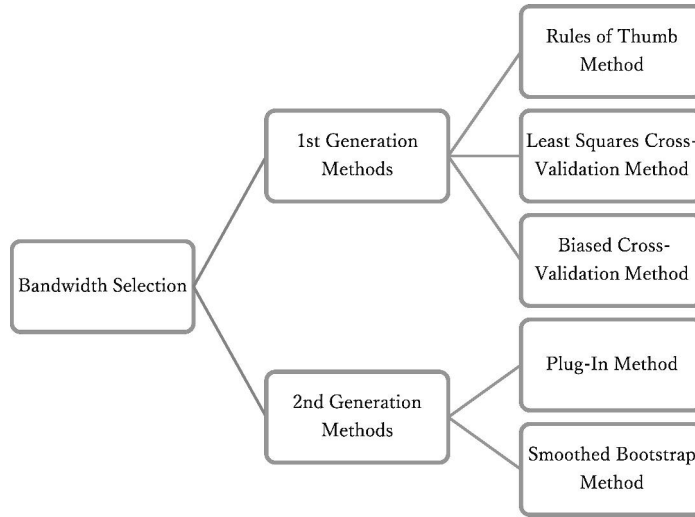 Bandwidth Selection
1st Generation
Methods
Rules of Thumb
Method
Least Squares Cross-
Validation Method
Biased Cross-
Validation Method
2nd Generation
Methods
Plug-In Method
Smoothed Bootstrap
Method